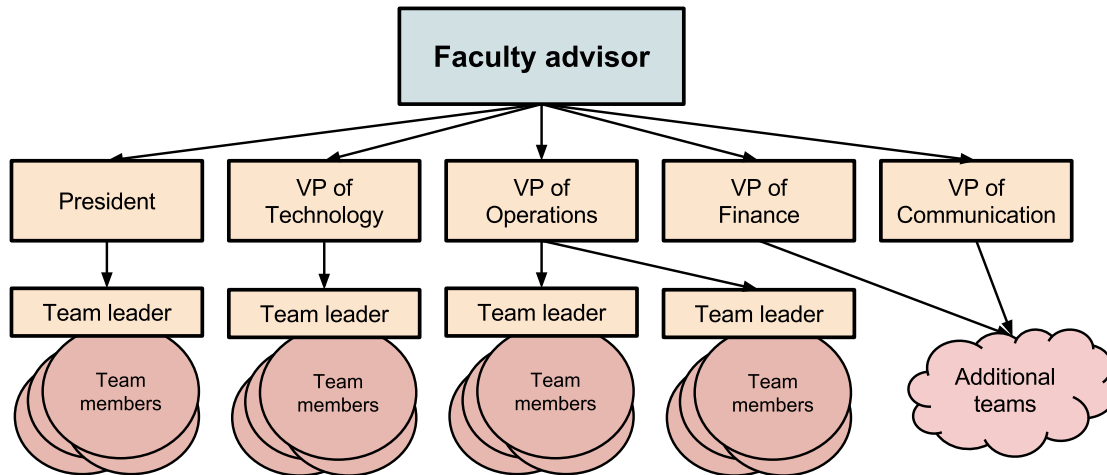 Faculty advisor
President
VP of
Technology
VP of
Operations
VP of
Finance
VP of
Communication
Team leader
Team leader
Team leader
Team leader
Team
members
Team
members
Team
members
Team
members
Additional
teams